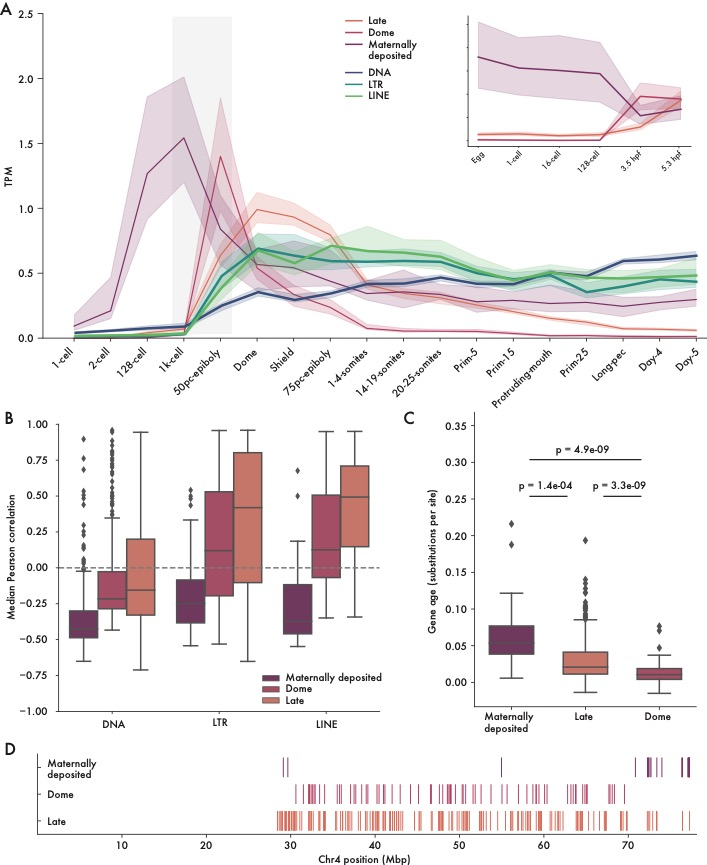 A
2.5
2.0
1.5
1.0
0.5
0.0
TPM
Late
Dome
Maternally
deposited
DNA
LTR
LINE
Egg
1-cell
16-cell
128-cell
3.5 hpf
5.3 hpf
1-cell
2-cell
128-cell
1k-cell
50pc-epiboly
Dome
Shield
75pc-epiboly
1-4-somites
14-19-somites
20-25-somites
Prim-5
Prim-15
Protruding-mouth
Prim-25
Long-pec
Day-4
Day-5
B
1.00
0.75
0.50
0.25
0.00
−0.25
−0.50
−0.75
−1.00
Median Pearson correlation
Maternally deposited
Dome
Late
DNA
LTR
LINE
C
0.35
0.30
0.25
0.20
0.15
0.10
0.05
0.00
Gene age (substitutions per site)
p = 4.9e-09
p = 1.4e-04
p = 3.3e-09
Maternally
deposited
Late
Dome
D
Maternally
deposited
Dome
Late
10
20
30
40
50
60
70
Chr4 position (Mbp)